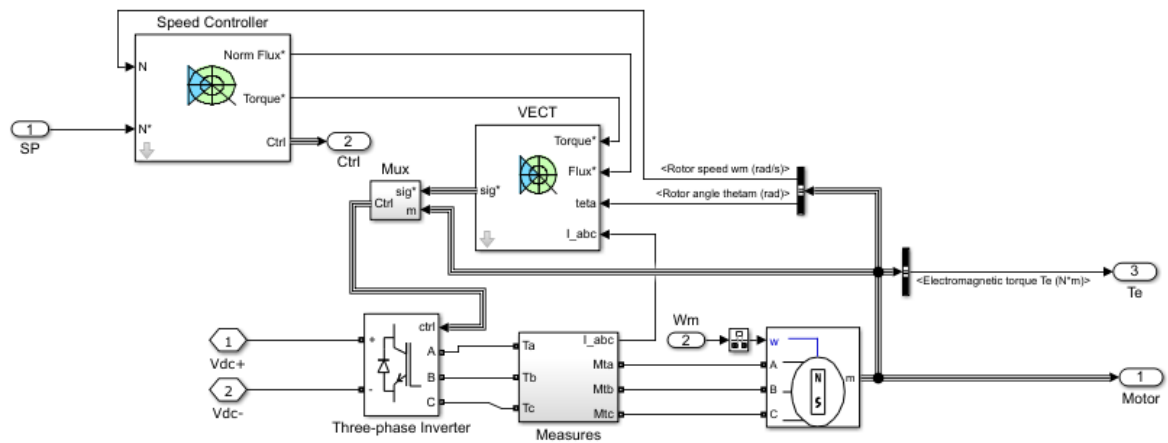 Speed Controller
N
Norm Flux*
Torque*
N*
Ctrl
1
SP
2
Ctrl
VECT
Torque*
Flux*
sig*
teta
I_abc
Mux
sig*
Ctrl
m
<Rotor speed wm (rad/s)>
<Rotor angle thetam (rad)>
<Electromagnetic torque Te (N*m)>
3
Te
1
Vdc+
2
Vdc-
ctrl
+
A
B
-
C
Three-phase Inverter
Ta
Tb
Tc
I_abc
Mta
Mtb
Mtc
Measures
Wm
2
w
A
B
C
N
S
m
1
Motor